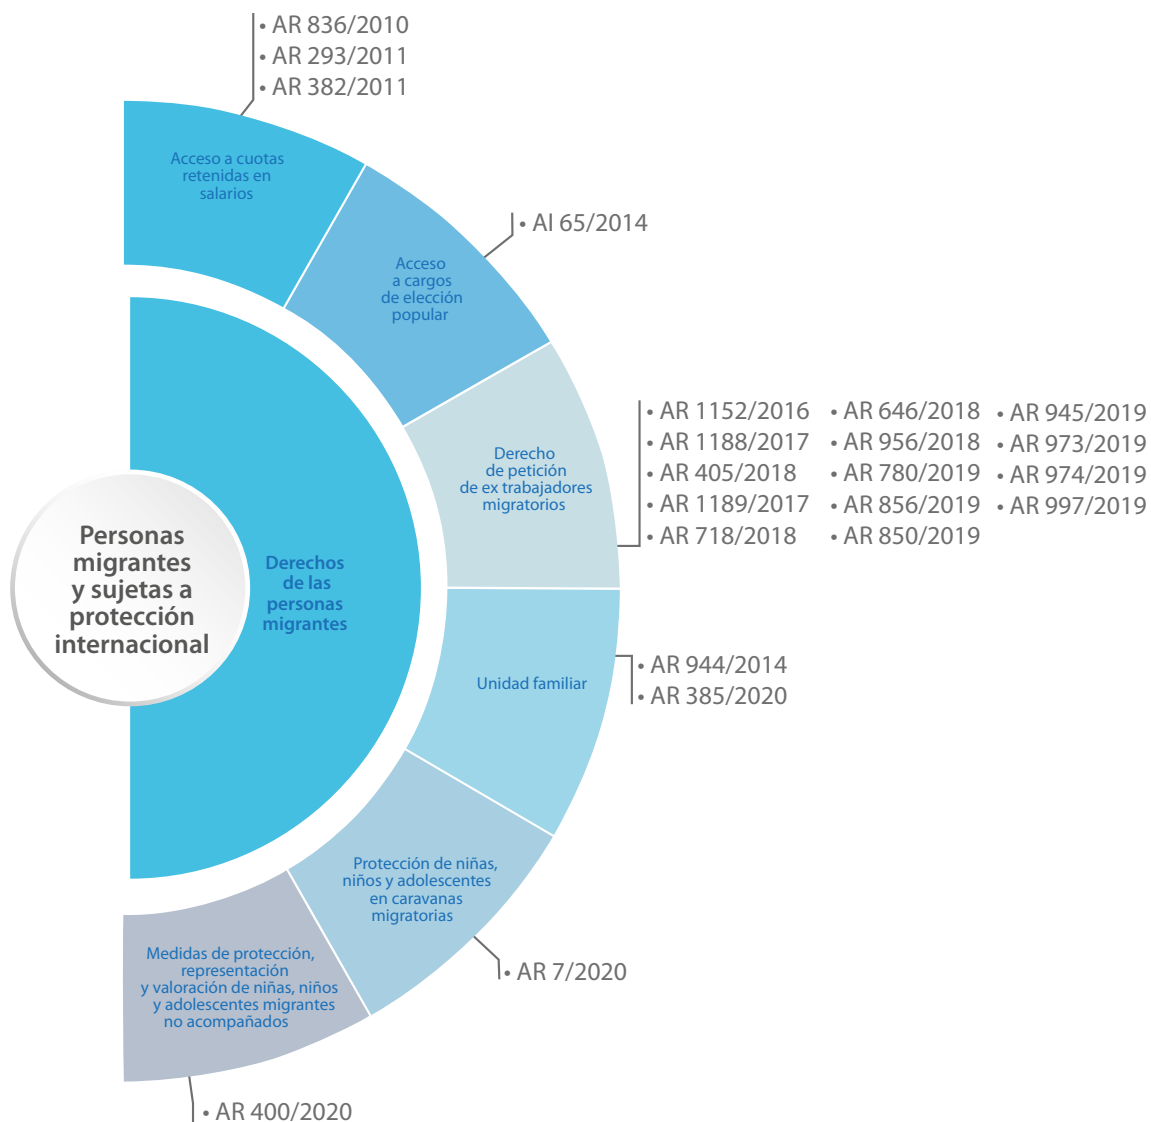 • AR 836/2010
• AR 293/2011
• AR 382/2011
Acceso a cuotas
retenidas en
salarios
• AI 65/2014
Acceso
a cargos
de elección
popular
• AR 1152/2016
• AR 1188/2017
• AR 405/2018
• AR 1189/2017
• AR 718/2018
• AR 646/2018
• AR 956/2018
• AR 780/2019
• AR 856/2019
• AR 850/2019
• AR 945/2019
• AR 973/2019
• AR 974/2019
• AR 997/2019
Derecho
de petición
de ex trabajadores
migratorios
Personas
migrantes
y sujetas a
protección
internacional
Derechos
de las
personas
migrantes
Unidad familiar
• AR 944/2014
• AR 385/2020
Protección de niñas,
niños y adolescentes
en caravanas
migratorias
• AR 7/2020
Medidas de protección,
representación
y valoración de niñas, niños
y adolescentes migrantes
no acompañados
• AR 400/2020